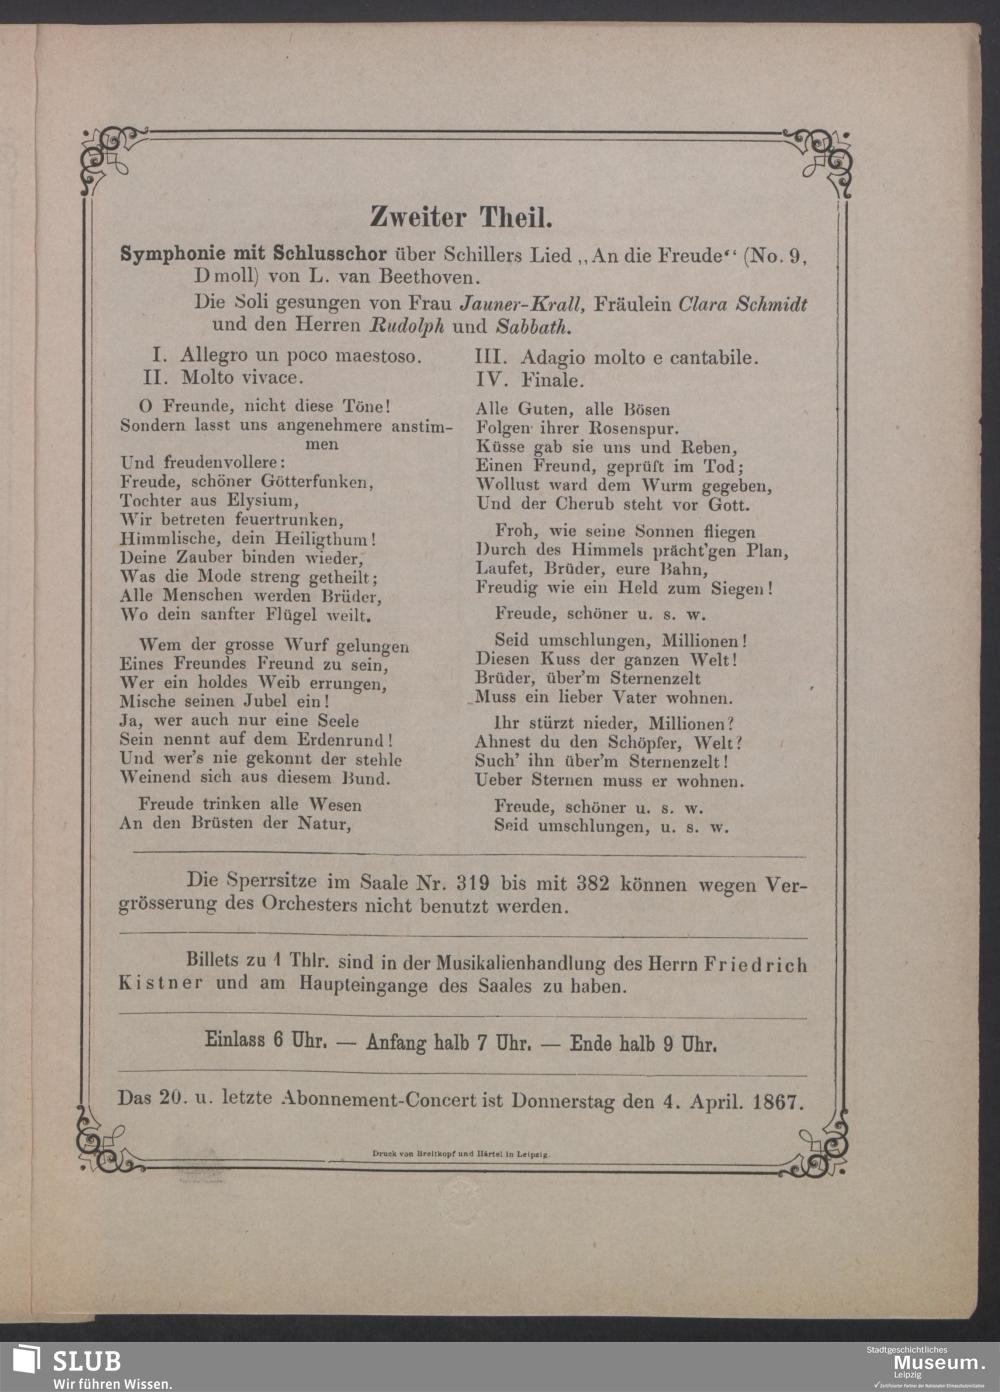 Zweiter Theil.
Symphonie mit Schlusschor über Schillers Lied „An die Freude“ (No. 9,
D moll) von L. van Beethoven.
Die Soli gesungen von Frau Jauner-Krall, Fräulein Clara Schmidt
und den Herren Rudolph und Sabbath.
I. Allegro un poco maestoso.
II. Molto vivace.
III. Adagio molto e cantabile.
IV. Finale.
O Freunde, nicht diese Töne!
Sondern lasst uns angenehmere anstim-
men
Und freudenvollere:
Freude, schöner Götterfunken,
Tochter aus Elysium,
Wir betreten feuertrunken,
Himmlische, dein Heiligthum!
Deine Zauber binden wieder,
Was die Mode streng getheilt;
Alle Menschen werden Brüder,
Wo dein sanfter Flügel weilt.
Wem der grosse Wurf gelungen
Eines Freundes Freund zu sein,
Wer ein holdes Weib errungen,
Mische seinen Jubel ein!
Ja, wer auch nur eine Seele
Sein nennt auf dem Erdenrund!
Und wer's nie gekonnt der stehle
Weinend sich aus diesem Bund.
Freude trinken alle Wesen
An den Brüsten der Natur,
Alle Guten, alle Bösen
Folgen ihrer Rosenspur.
Küsse gab sie uns und Reben,
Einen Freund, geprüft im Tod;
Wollust ward dem Wurm gegeben,
Und der Cherub steht vor Gott.
Froh, wie seine Sonnen fliegen
Durch des Himmels prächt'gen Plan,
Laufet, Brüder, eure Bahn,
Freudig wie ein Held zum Siegen!
Freude, schöner u. s. w.
Seid umschlungen, Millionen!
Diesen Kuss der ganzen Welt!
Brüder, über'm Sternenzelt
Muss ein lieber Vater wohnen.
Ihr stürzt nieder, Millionen?
Ahnest du den Schöpfer, Welt?
Such' ihn über'm Sternenzelt!
Ueber Sternen muss er wohnen.
Freude, schöner u. s. w.
Seid umschlungen, u. s. w.
Die Sperrsitze im Saale Nr. 319 bis mit 382 können wegen Ver-
grösserung des Orchesters nicht benutzt werden.
Billets zu 1 Thlr. sind in der Musikalienhandlung des Herrn Friedrich
Kistner und am Haupteingange des Saales zu haben.
Einlass 6 Uhr. — Anfang halb 7 Uhr. — Ende halb 9 Uhr.
Das 20. u. letzte Abonnement-Concert ist Donnerstag den 4. April. 1867.
Druck von Breitkopf und Härtel in Leipzig.
SLUB
Wir führen Wissen.
Stadtgeschichtliches
Museum.
Leipzig
Zertifizierter Partner der Nationalen Klimaschutzinitiative